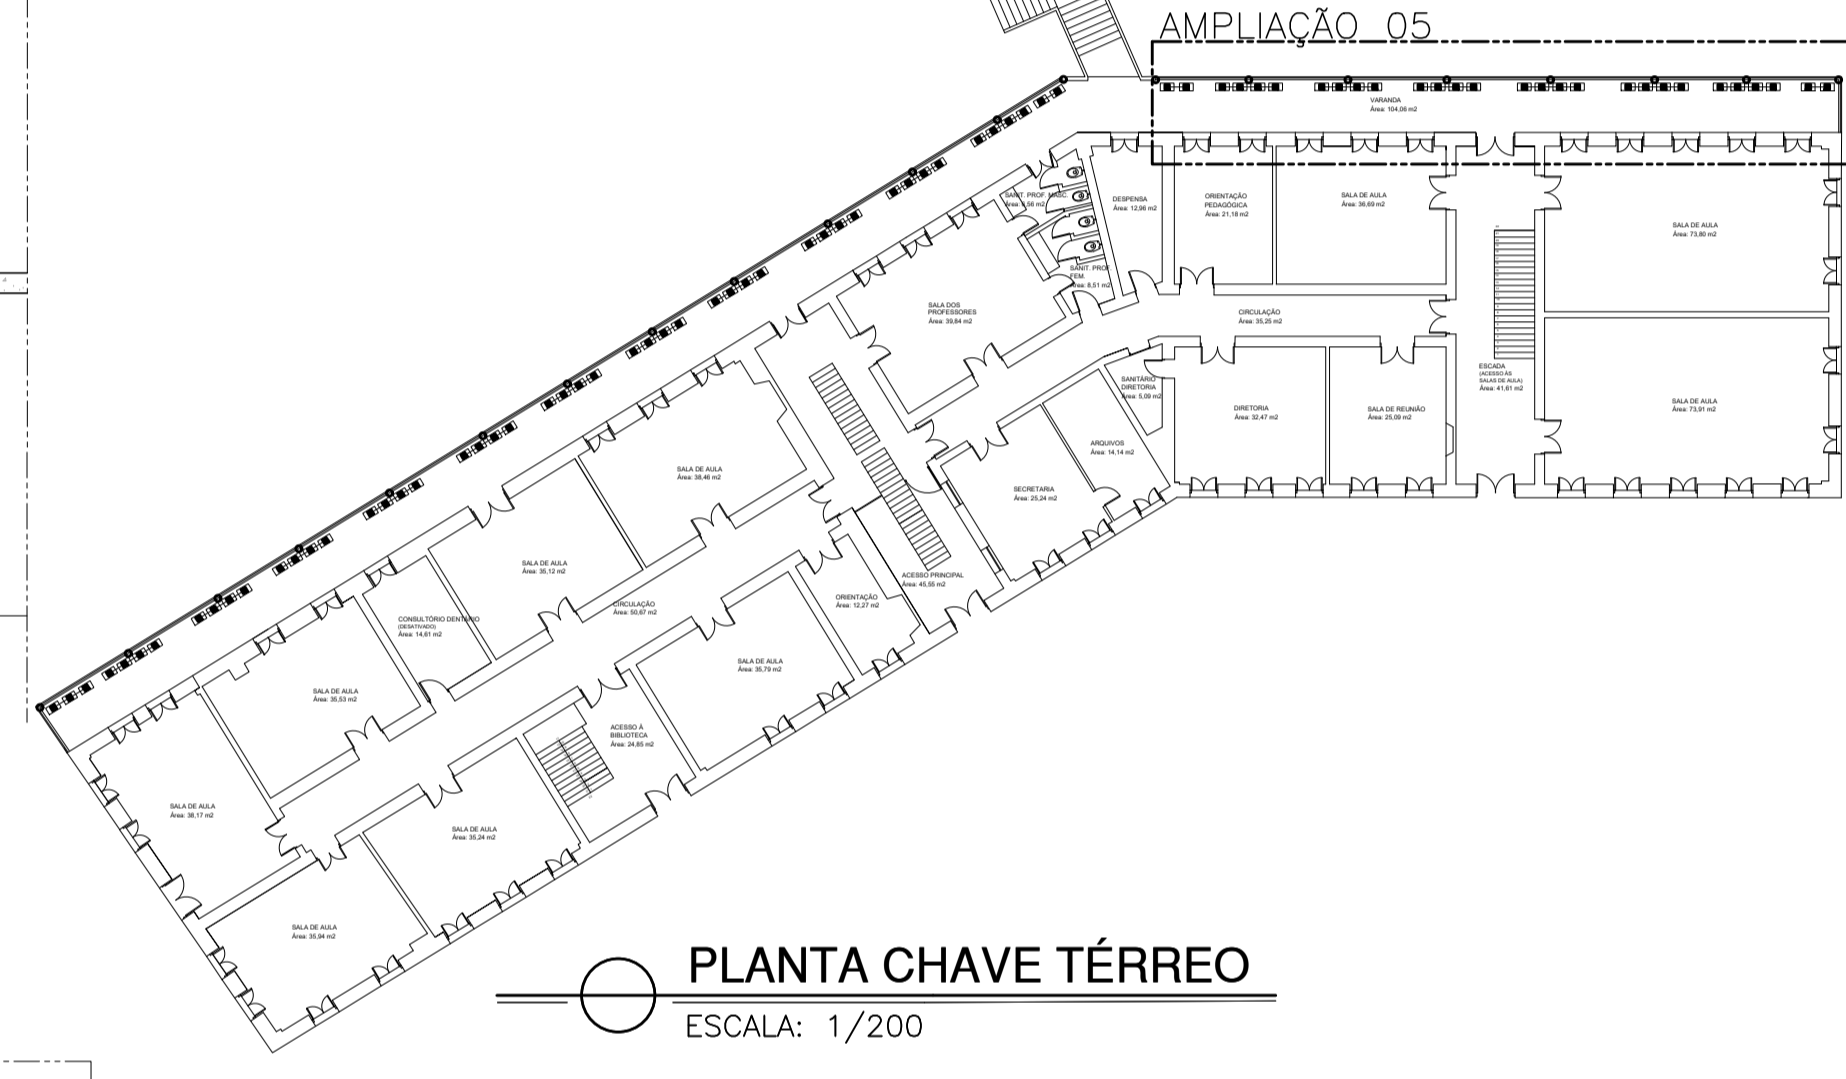 AMPLIAÇÃO 05
VARANDA
Área: 104,06 m2
SANIT. PROF. MASC.
DESPENSA
Área: 12,96 m2
ORIENTAÇÃO
PEDAGÓGICA
Área: 21,18 m2
SALA DE AULA
Área: 36,69 m2
SALA DE AULA
Área: 73,80 m2
SANIT. PROF.
FEM.
Área: 8,51 m2
SALA DOS
PROFESSORES
Área: 39,84 m2
CIRCULAÇÃO
Área: 35,25 m2
ESCADA
(ACESSO ÀS
SALAS DE AULA)
Área: 41,61 m2
SANITÁRIO
DIRETORIA
Área: 5,09 m2
DIRETORIA
Área: 32,47 m2
SALA DE REUNIÃO
Área: 25,09 m2
SALA DE AULA
Área: 73,91 m2
ARQUIVOS
Área: 14,14 m2
SALA DE AULA
Área: 38,46 m2
SECRETARIA
Área: 25,24 m2
SALA DE AULA
Área: 35,12 m2
ACESSO PRINCIPAL
Área: 45,55 m2
ORIENTAÇÃO
Área: 12,27 m2
CIRCULAÇÃO
Área: 50,67 m2
CONSULTÓRIO DENTÁRIO
(DESATIVADO)
Área: 14,61 m2
SALA DE AULA
Área: 35,79 m2
SALA DE AULA
Área: 35,53 m2
ACESSO À
BIBLIOTECA
Área: 24,85 m2
SALA DE AULA
Área: 38,17 m2
SALA DE AULA
Área: 35,24 m2
SALA DE AULA
Área: 35,94 m2
PLANTA CHAVE TÉRREO
ESCALA: 1/200